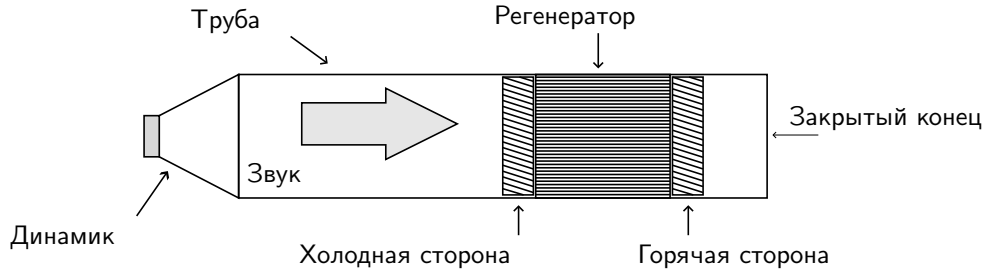 Труба
Регенератор
Закрытый конец
Звук
Динамик
Холодная сторона
Горячая сторона